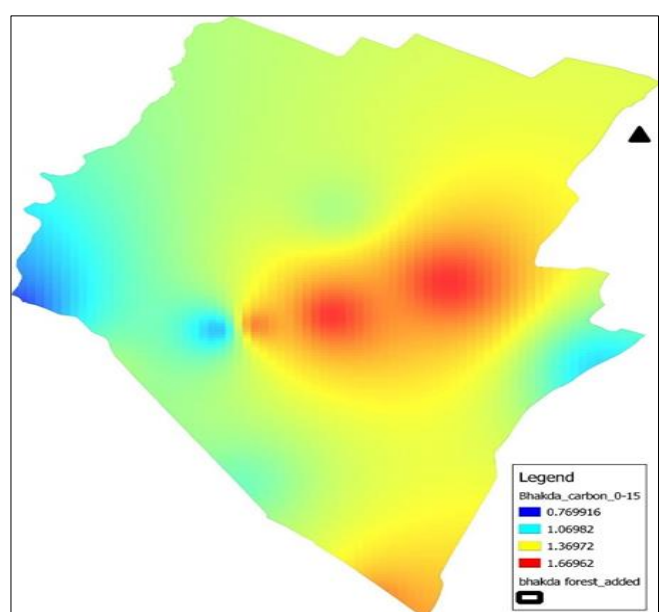 Legend
Bhakda_carbon_0-15
0.769916
1.06982
1.36972
1.66962
bhakda forest_added